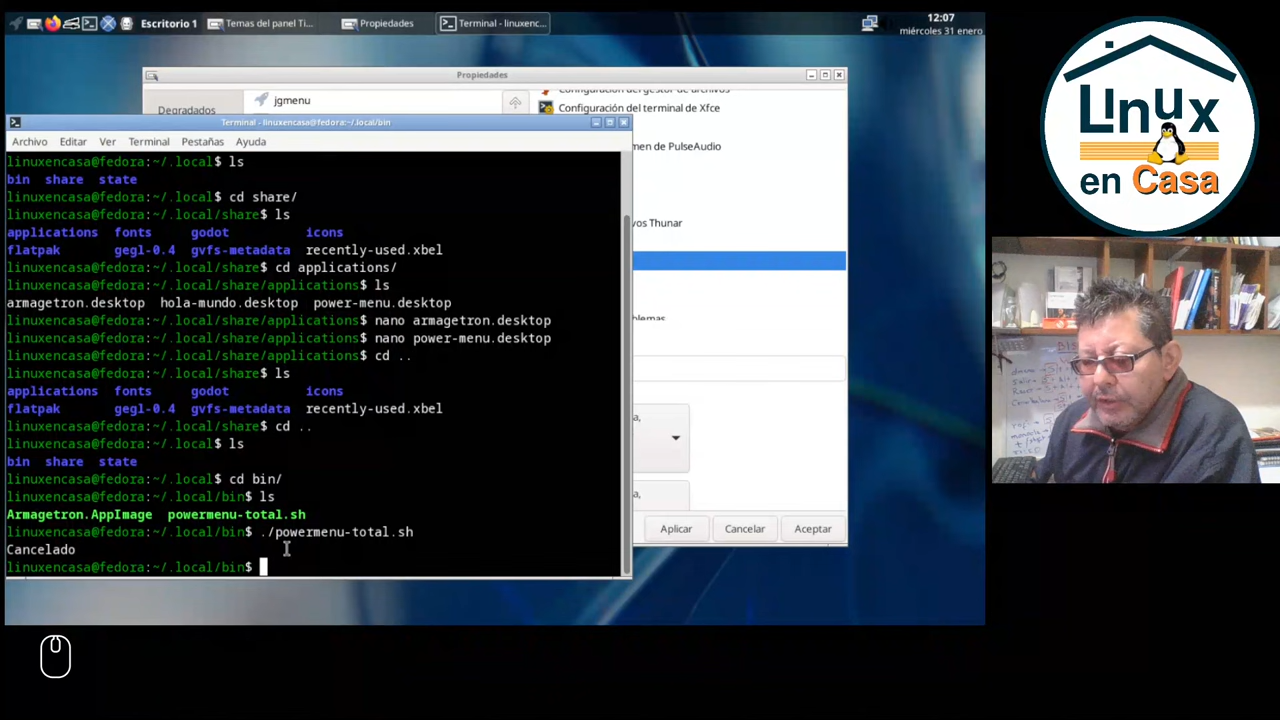 Escritorio 1
Temas del panel Ti...
Propiedades
Terminal - linuxenc...
12:07
miércoles 31 enero
Propiedades
Degradados
jgmenu
Configuración del gestor de archivos
Configuración del terminal de Xfce
men de PulseAudio
vos Thunar
lemas
a,
a,
Aplicar
Cancelar
Aceptar
Terminal - linuxencasa@fedora:~/.local/bin
Archivo Editar Ver Terminal Pestañas Ayuda
linuxencasa@fedora:~/.local$ ls
bin share state
linuxencasa@fedora:~/.local$ cd share/
linuxencasa@fedora:~/.local/share$ ls
applications fonts godot icons
flatpak gegl-0.4 gvfs-metadata recently-used.xbel
linuxencasa@fedora:~/.local/share$ cd applications/
linuxencasa@fedora:~/.local/share/applications$ ls
armagetron.desktop hola-mundo.desktop power-menu.desktop
linuxencasa@fedora:~/.local/share/applications$ nano armagetron.desktop
linuxencasa@fedora:~/.local/share/applications$ nano power-menu.desktop
linuxencasa@fedora:~/.local/share/applications$ cd ..
linuxencasa@fedora:~/.local/share$ ls
applications fonts godot icons
flatpak gegl-0.4 gvfs-metadata recently-used.xbel
linuxencasa@fedora:~/.local/share$ cd ..
linuxencasa@fedora:~/.local$ ls
bin share state
linuxencasa@fedora:~/.local$ cd bin/
linuxencasa@fedora:~/.local/bin$ ls
Armagetron.AppImage powermenu-total.sh
linuxencasa@fedora:~/.local/bin$ ./powermenu-total.sh
Cancelado
linuxencasa@fedora:~/.local/bin$
LInux
en Casa